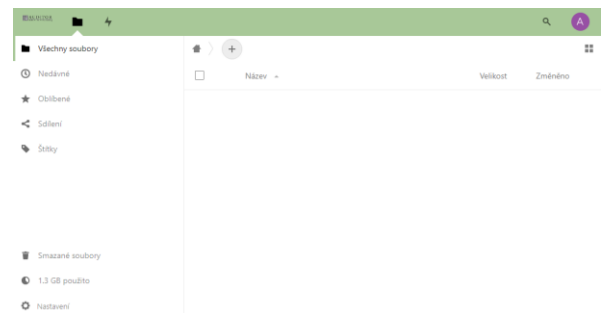 A
Všechny soubory
Nedávné
Oblíbené
Sdílení
Štítky
Název
Velikost
Změněno
Smazané soubory
1.3 GB použito
Nastavení